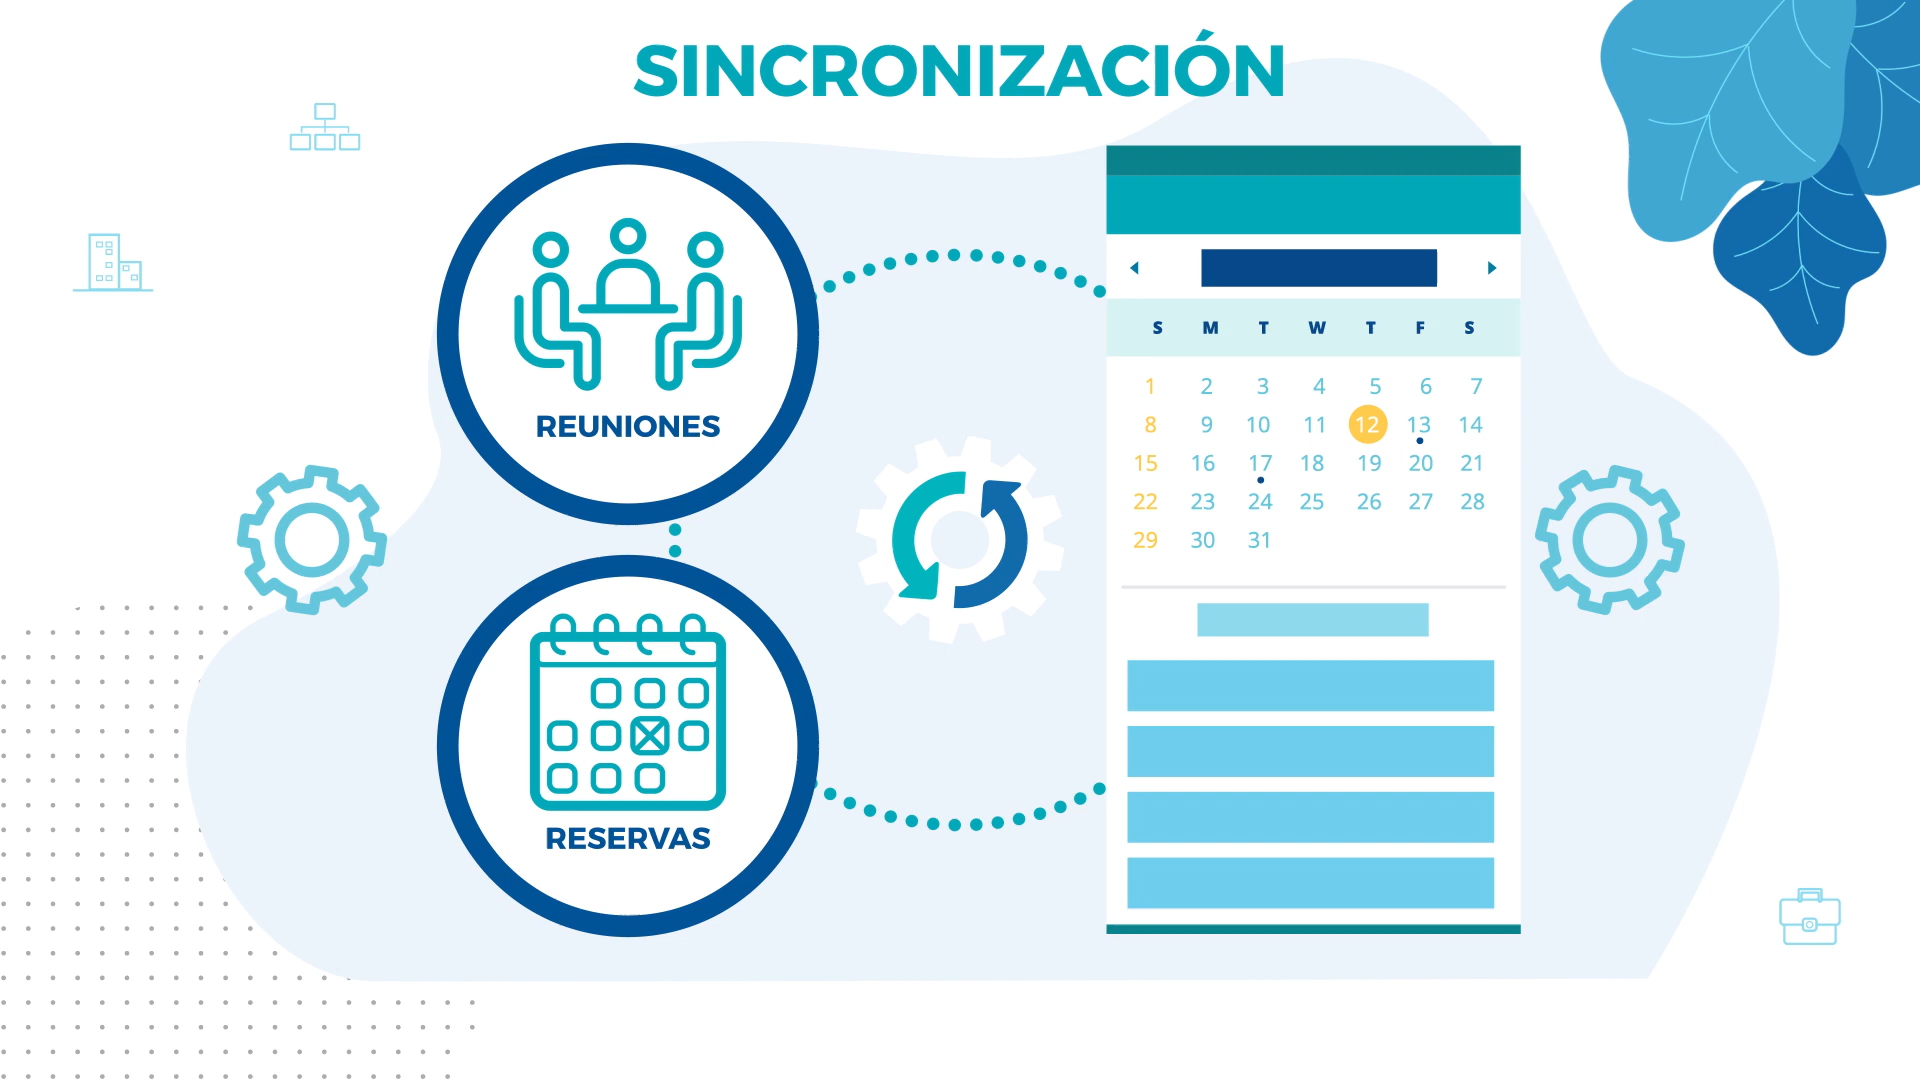 SINCRONIZACIÓN
REUNIONES
RESERVAS
S M T W T F S
1 2 3 4 5 6 7
8 9 10 11 12 13 14
15 16 17 18 19 20 21
22 23 24 25 26 27 28
29 30 31